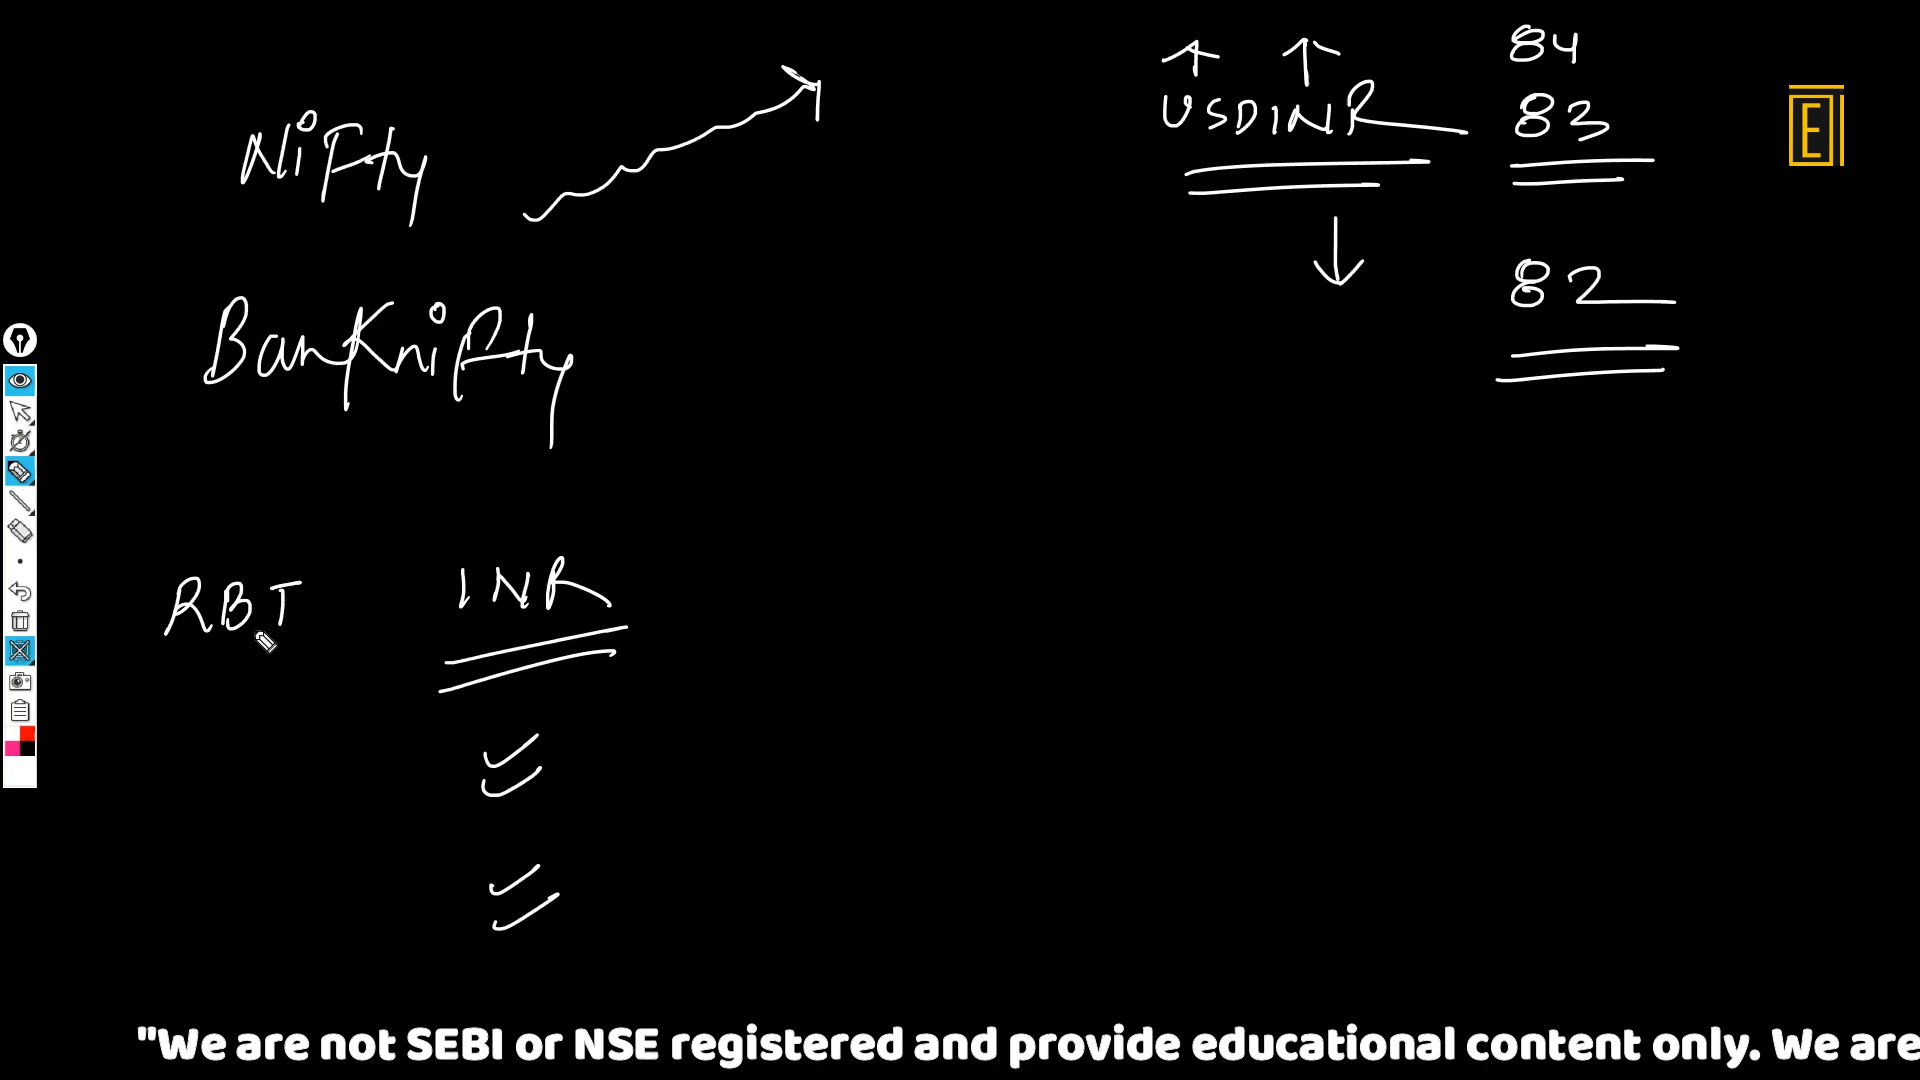 84
USDINR 83
Nifty
82
BanKnifty
RBI INR
"We are not SEBI or NSE registered and provide educational content only. We are